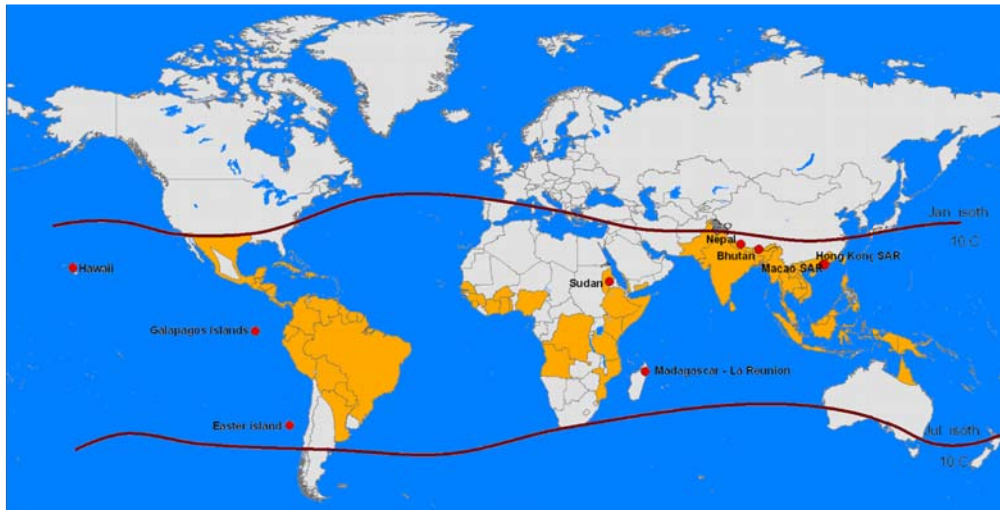 Jan. isoth.
10 C
Nepal
Bhutan
Hong Kong SAR
Macao SAR
Hawaii
Sudan
Galapagos islands
Madagascar - La Reunion
Easter island
Jul. isoth.
10 C